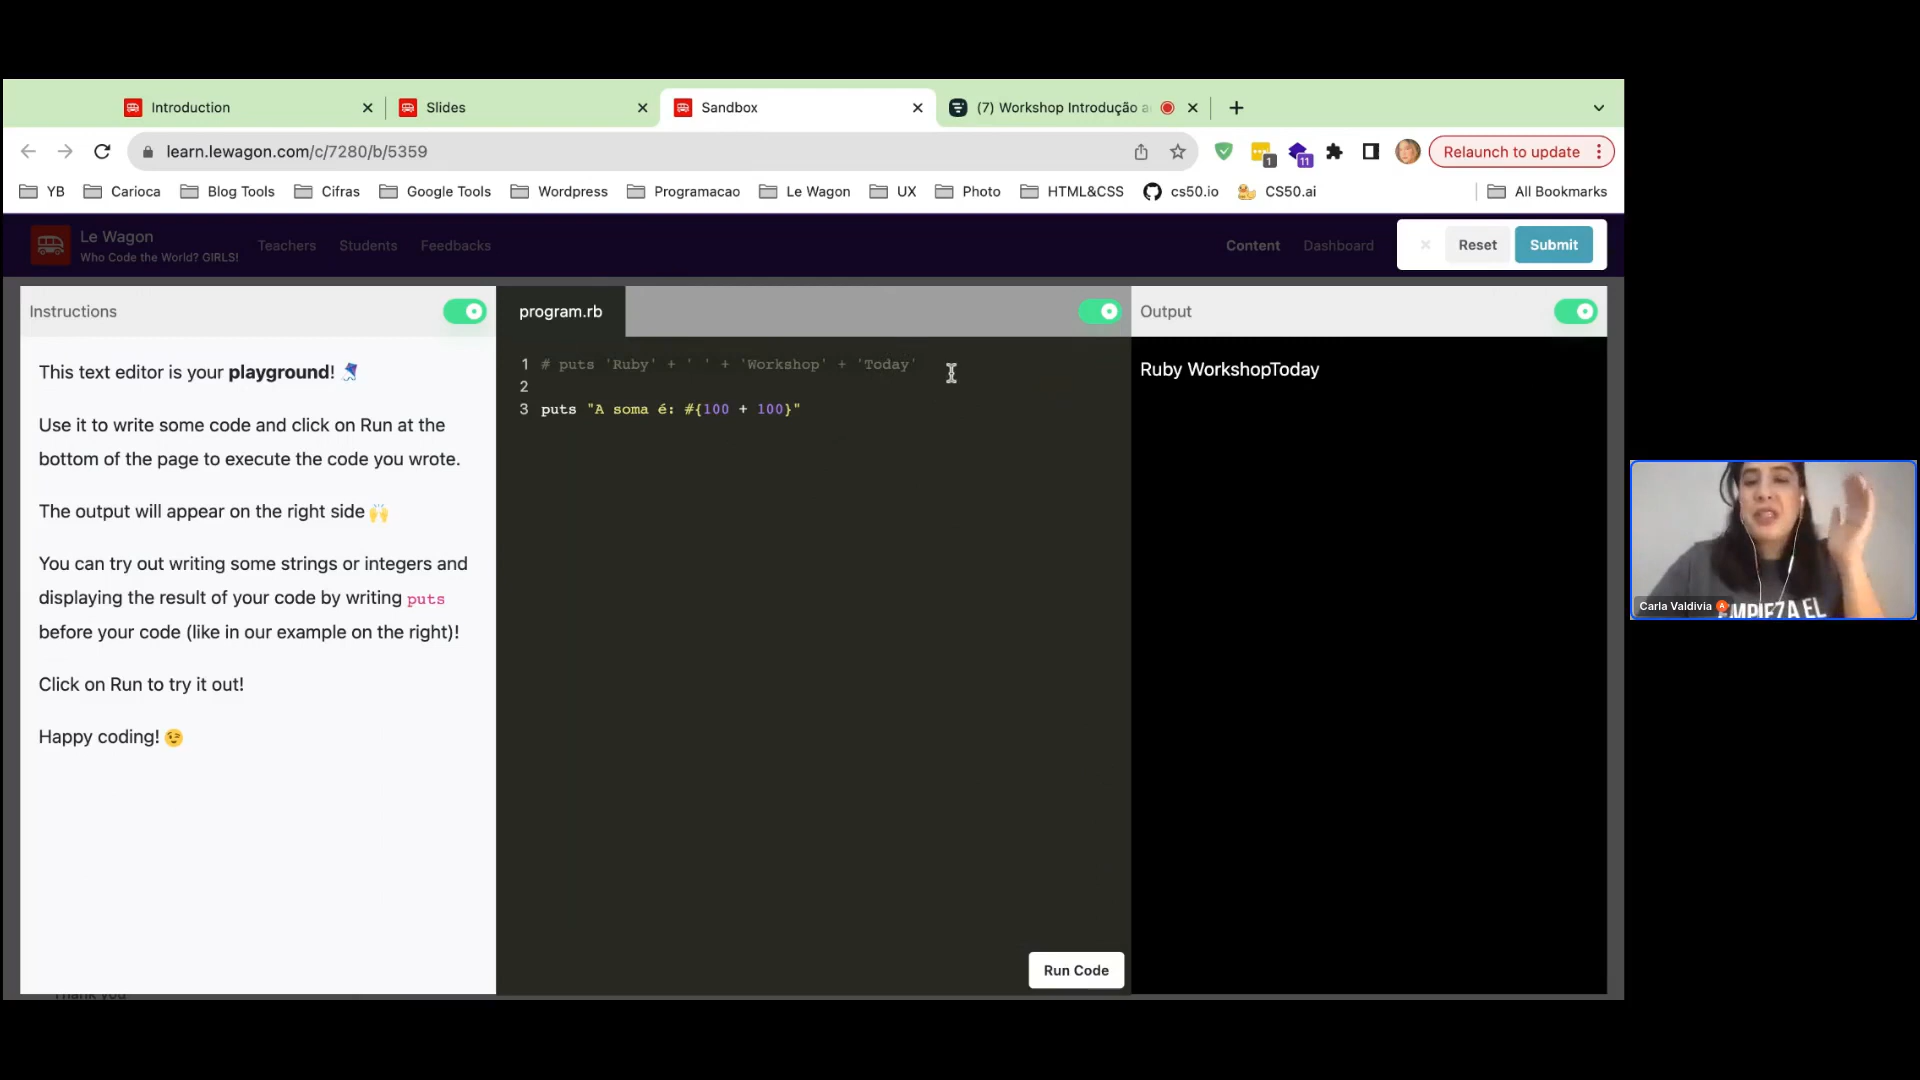 Introduction
Slides
Sandbox
(7) Workshop Introdução a
learn.lewagon.com/c/7280/b/5359
1
11
Relaunch to update
YB
Carioca
Blog Tools
Cifras
Google Tools
Wordpress
Programacao
Le Wagon
UX
Photo
HTML&CSS
cs50.io
CS50.ai
All Bookmarks
Le Wagon
Who Code the World? GIRLS!
Teachers
Students
Feedbacks
Content
Dashboard
Reset
Submit
Instructions
program.rb
Output
This text editor is your playground!
Use it to write some code and click on Run at the
bottom of the page to execute the code you wrote.
The output will appear on the right side
You can try out writing some strings or integers and
displaying the result of your code by writing puts
before your code (like in our example on the right)!
Click on Run to try it out!
Happy coding!
1 # puts 'Ruby' + ' ' + 'Workshop' + 'Today'
2
3 puts "A soma é: #{100 + 100}"
Run Code
Ruby WorkshopToday
Thank you
Carla Valdivia
EMPIEZA EL